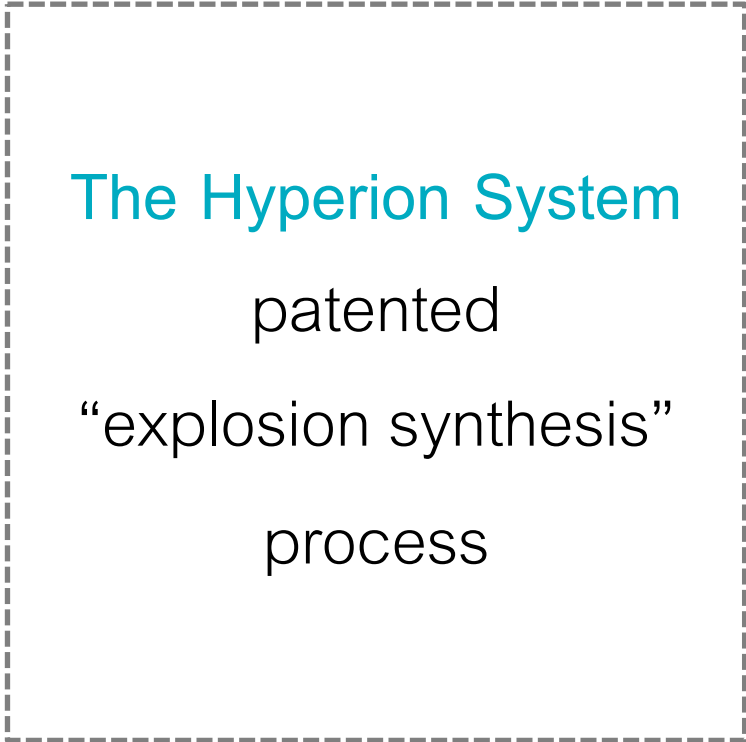 The Hyperion System
patented
“explosion synthesis”
process